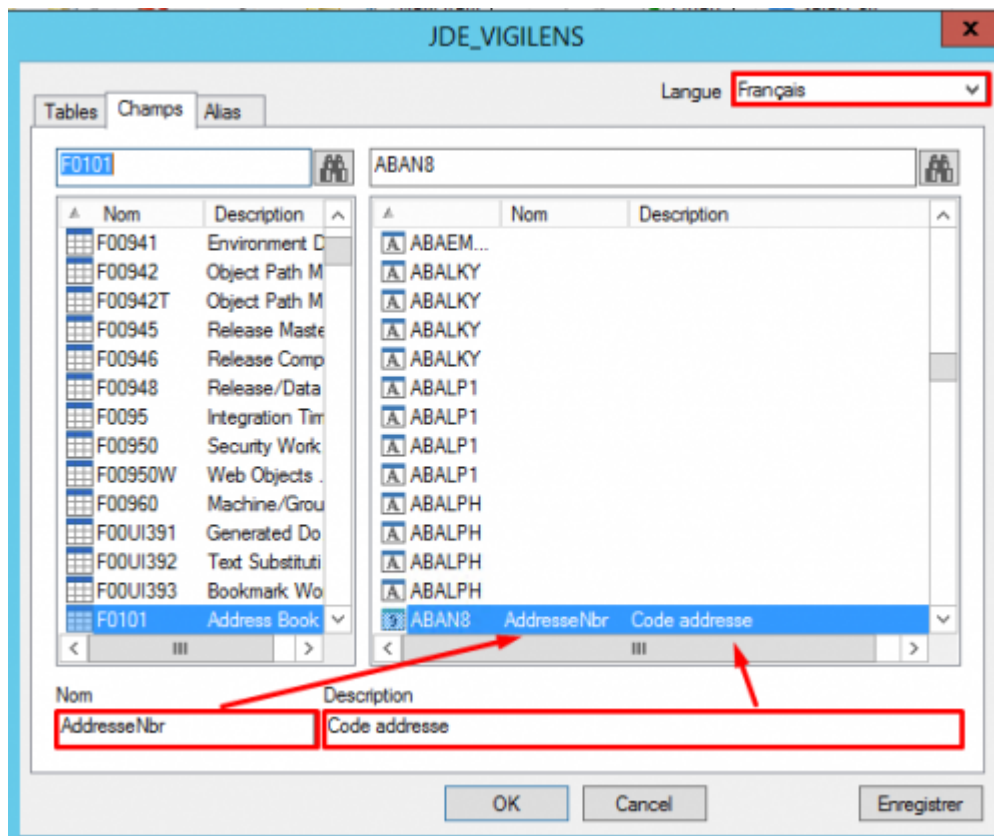 JDE_VIGILENS
x
Langue Français
Tables Champs Alias
F0101 ABAN8
Nom Description Nom Description
F00941 Environment D ABAEM...
F00942 Object Path M ABALKY
F00942T Object Path M ABALKY
F00945 Release Maste ABALKY
F00946 Release Comp ABALKY
F00948 Release/Data ABALP1
F0095 Integration Tim ABALP1
F00950 Security Work ABALP1
F00950W Web Objects . ABALP1
F00960 Machine/Grou ABALPH
F00UI391 Generated Do ABALPH
F00UI392 Text Substituti ABALPH
F00UI393 Bookmark Wo ABALPH
F0101 Address Book ABAN8 AddresseNbr Code addresse
Nom Description
AddresseNbr Code addresse
OK Cancel Enregistrer